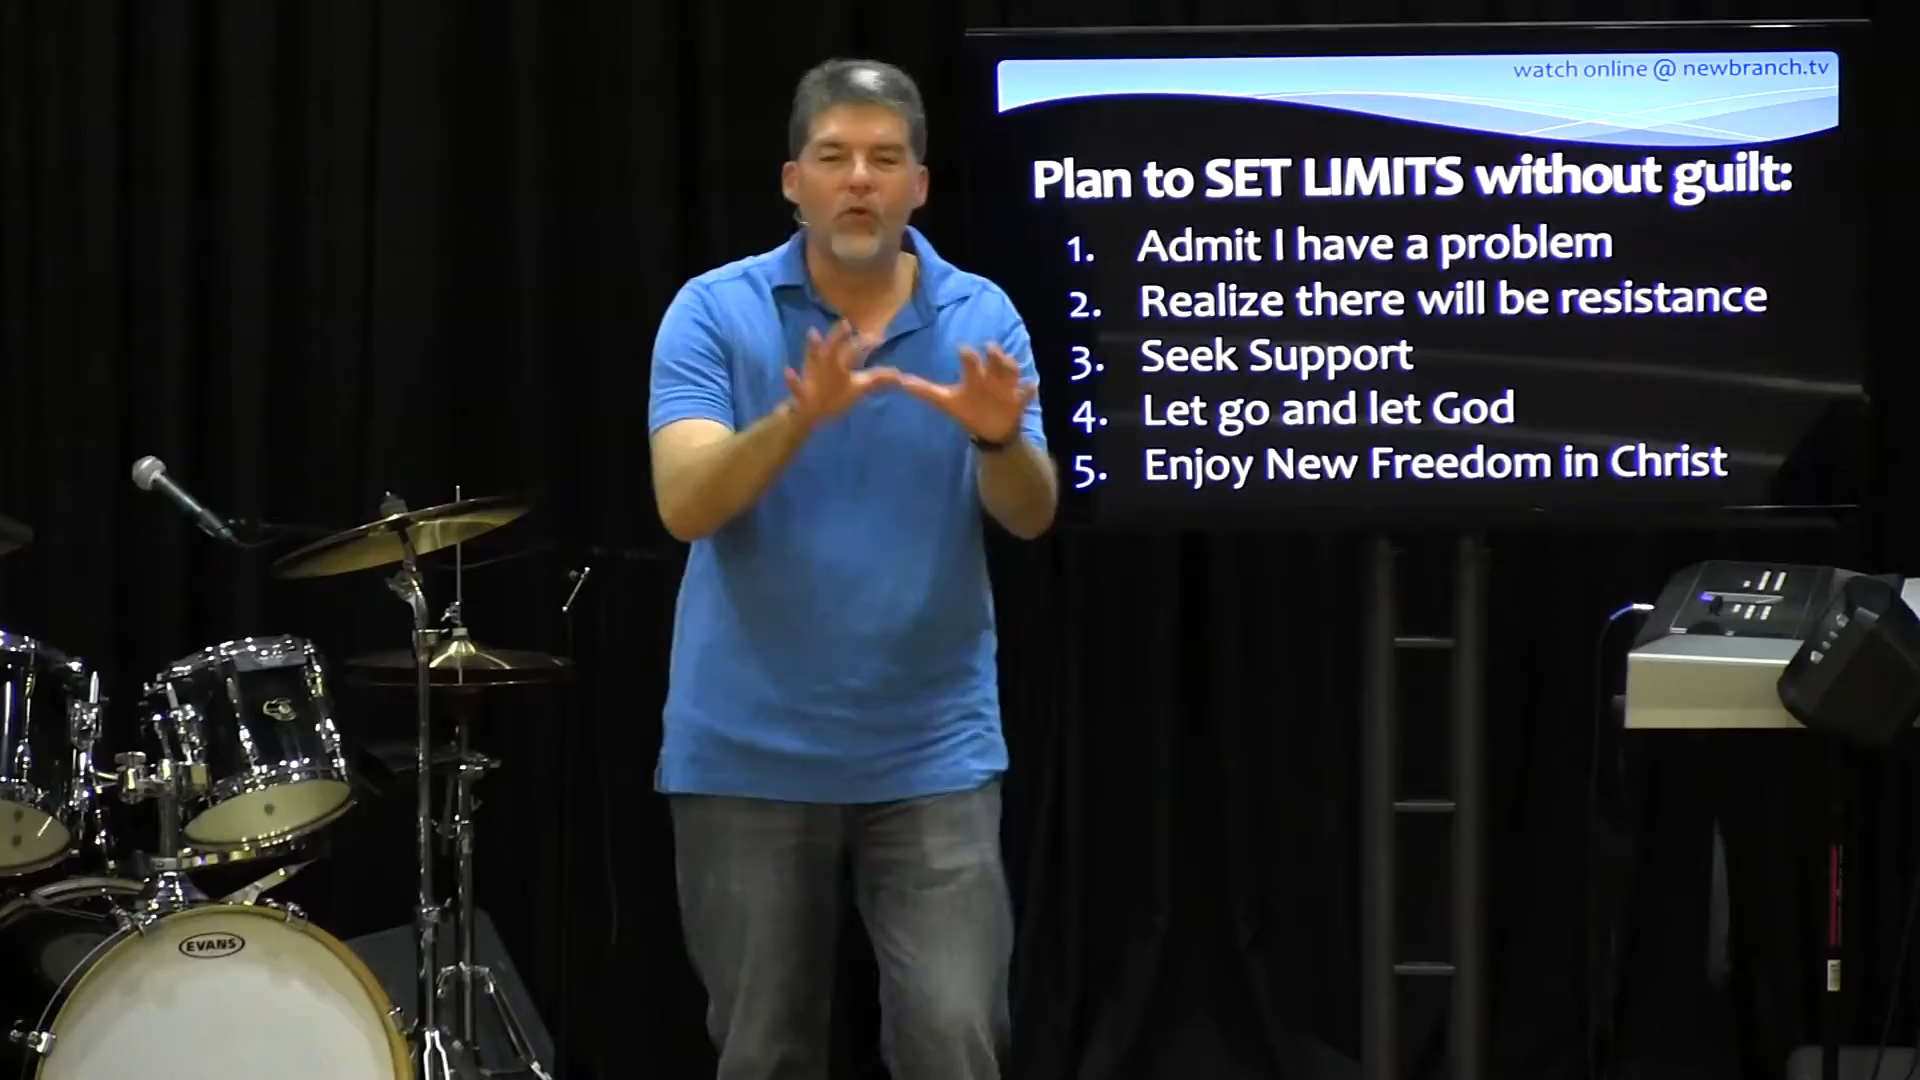 watch online @ newbranch.tv
Plan to SET LIMITS without guilt:
1. Admit I have a problem
2. Realize there will be resistance
3. Seek Support
4. Let go and let God
5. Enjoy New Freedom in Christ
EVANS